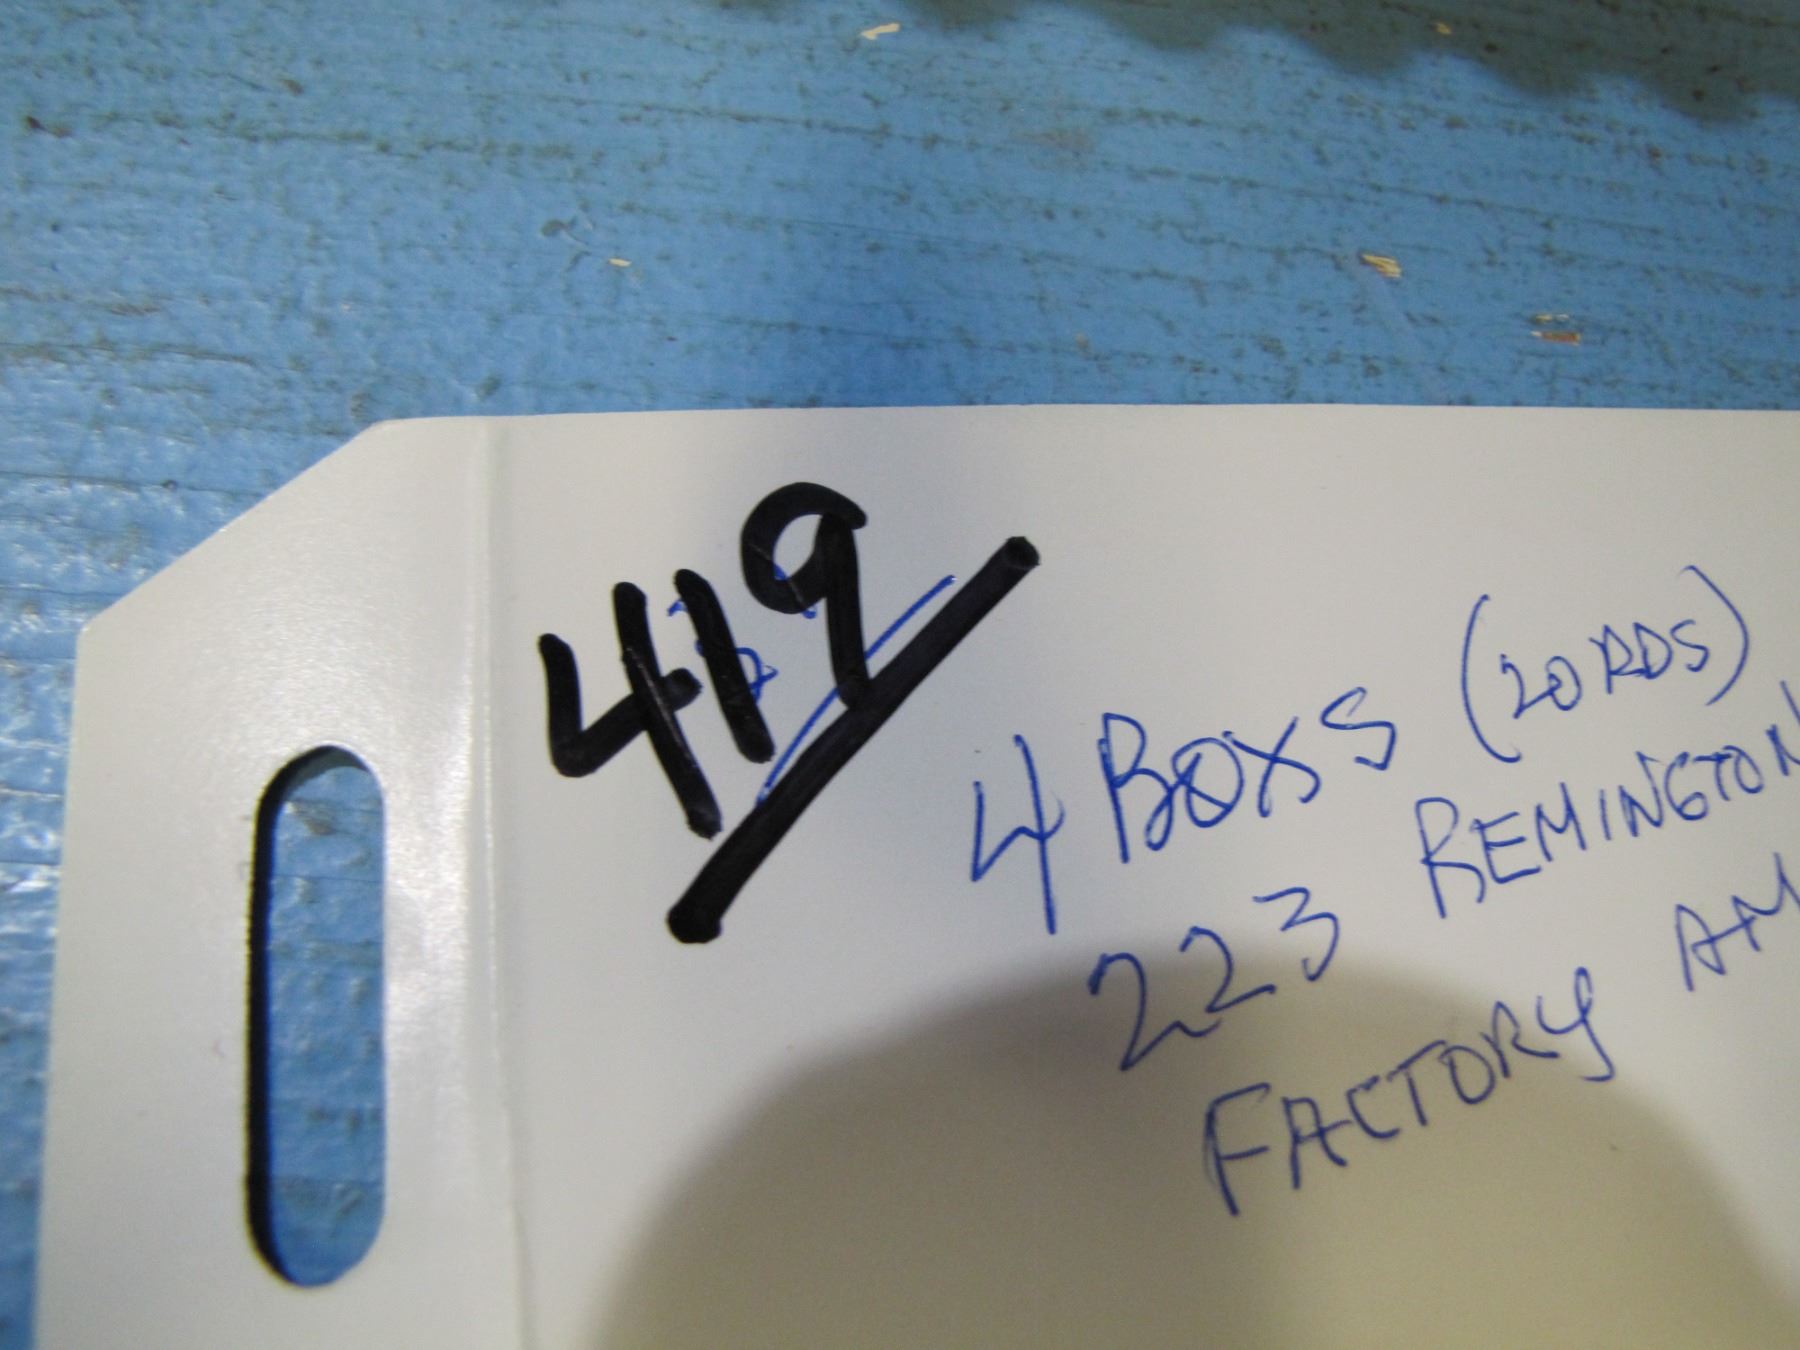 419
4 BOXS (20 RDS)
223 REMINGTON
FACTORY AM